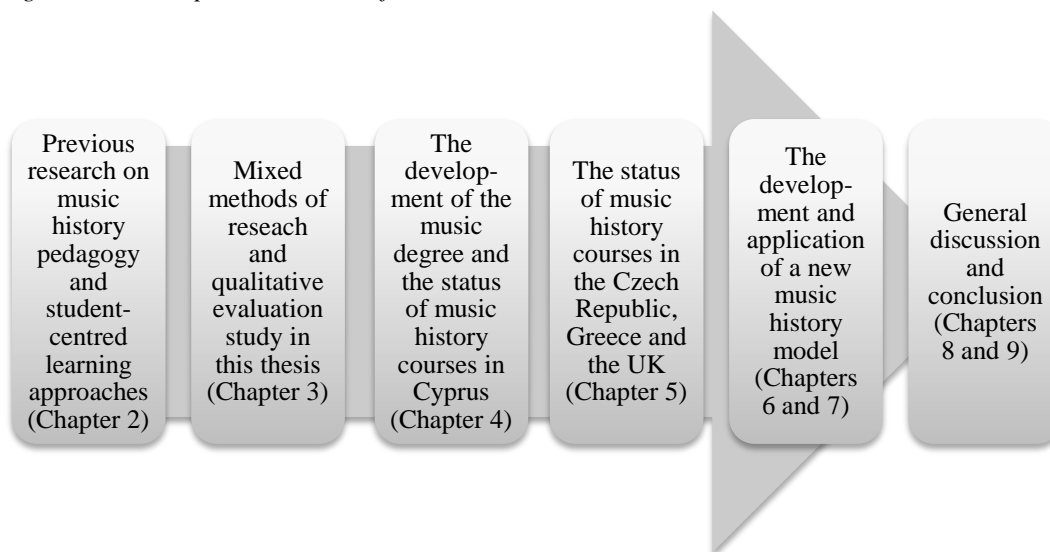 Previous
research on
music
history
pedagogy
and
student-
centred
learning
approaches
(Chapter 2)
Mixed
methods of
reseach
and
qualitative
evaluation
study in
this thesis
(Chapter 3)
The
develop-
ment of the
music
degree and
the status
of music
history
courses in
Cyprus
(Chapter 4)
The status
of music
history
courses in
the Czech
Republic,
Greece and
the UK
(Chapter 5)
The
develop-
ment and
application
of a new
music
history
model
(Chapters
6 and 7)
General
discussion
and
conclusion
(Chapters
8 and 9)